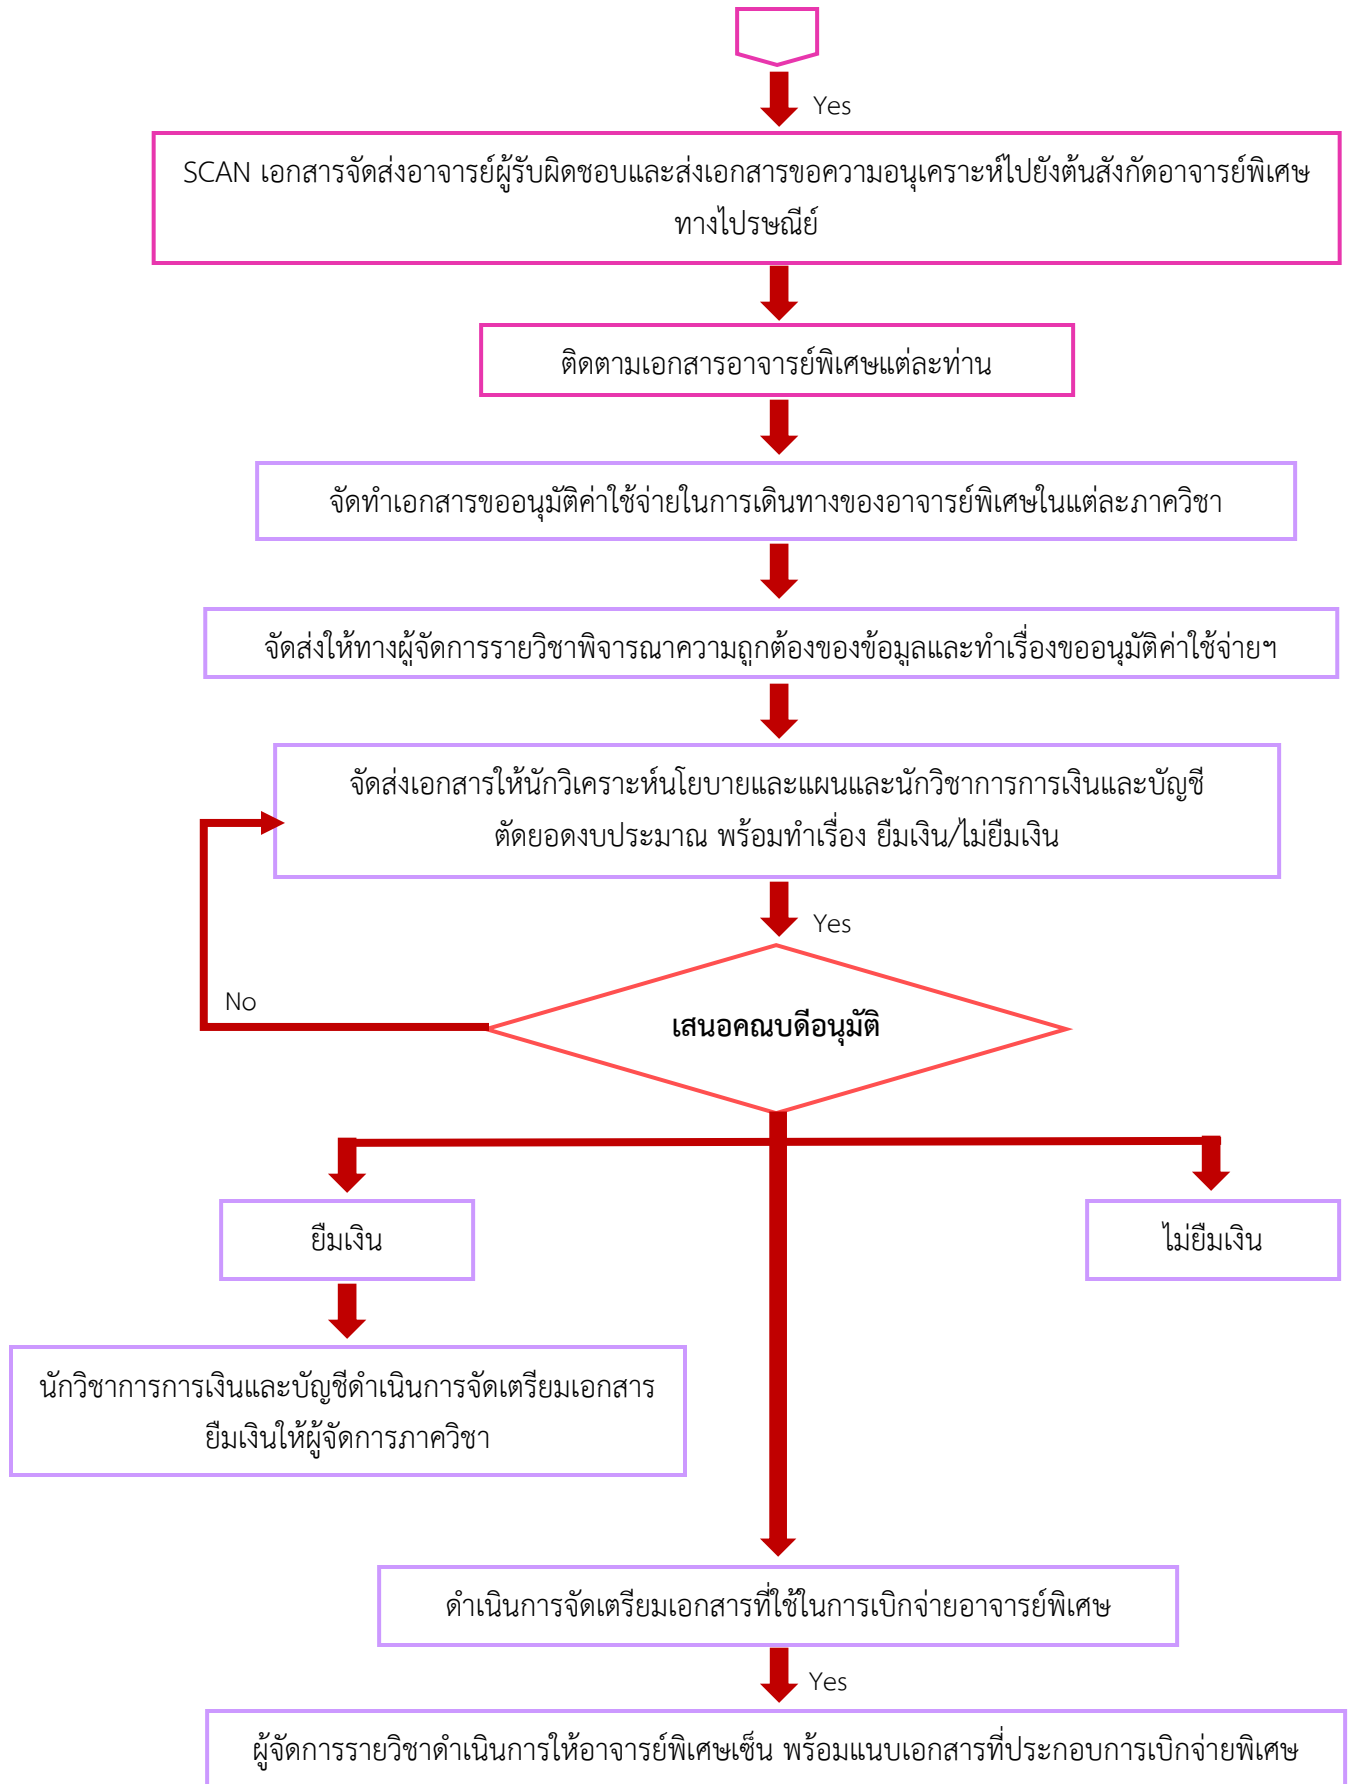 Yes
SCAN เอกสารจัดส่งอาจารย์ผู้รับผิดชอบและส่งเอกสารขอความอนุเคราะห์ไปยังต้นสังกัดอาจารย์พิเศษ
ทางไปรษณีย์
ติดตามเอกสารอาจารย์พิเศษแต่ละท่าน
จัดทำเอกสารขออนุมัติค่าใช้จ่ายในการเดินทางของอาจารย์พิเศษในแต่ละภาควิชา
จัดส่งให้ทางผู้จัดการรายวิชาพิจารณาความถูกต้องของข้อมูลและทำเรื่องขออนุมัติค่าใช้จ่ายฯ
จัดส่งเอกสารให้นักวิเคราะห์นโยบายและแผนและนักวิชาการการเงินและบัญชี
ตัดยอดงบประมาณ พร้อมทำเรื่อง ยืมเงิน/ไม่ยืมเงิน
Yes
No
เสนอคณบดีอนุมัติ
ยืมเงิน
ไม่ยืมเงิน
นักวิชาการการเงินและบัญชีดำเนินการจัดเตรียมเอกสาร
ยืมเงินให้ผู้จัดการภาควิชา
ดำเนินการจัดเตรียมเอกสารที่ใช้ในการเบิกจ่ายอาจารย์พิเศษ
Yes
ผู้จัดการรายวิชาดำเนินการให้อาจารย์พิเศษเซ็น พร้อมแนบเอกสารที่ประกอบการเบิกจ่ายพิเศษ